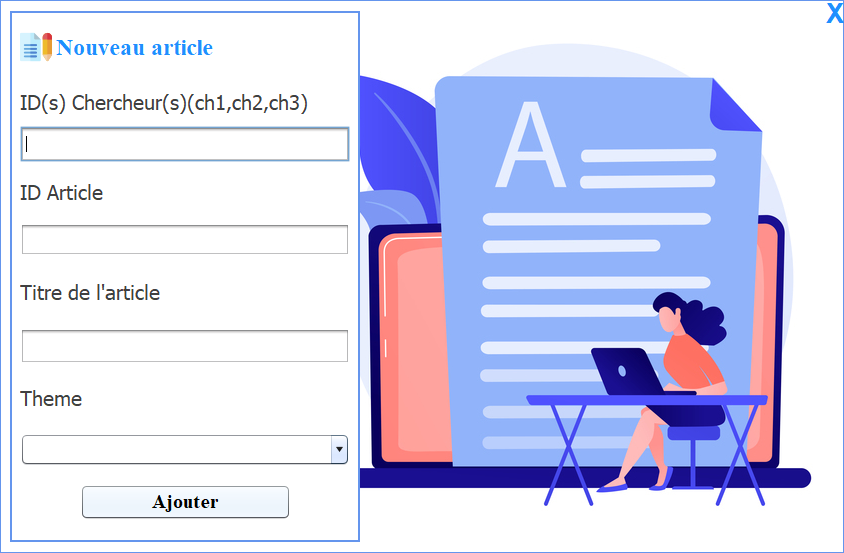 X
Nouveau article
ID(s) Chercheur(s)(ch1,ch2,ch3)
ID Article
Titre de l'article
Theme
Ajouter
A